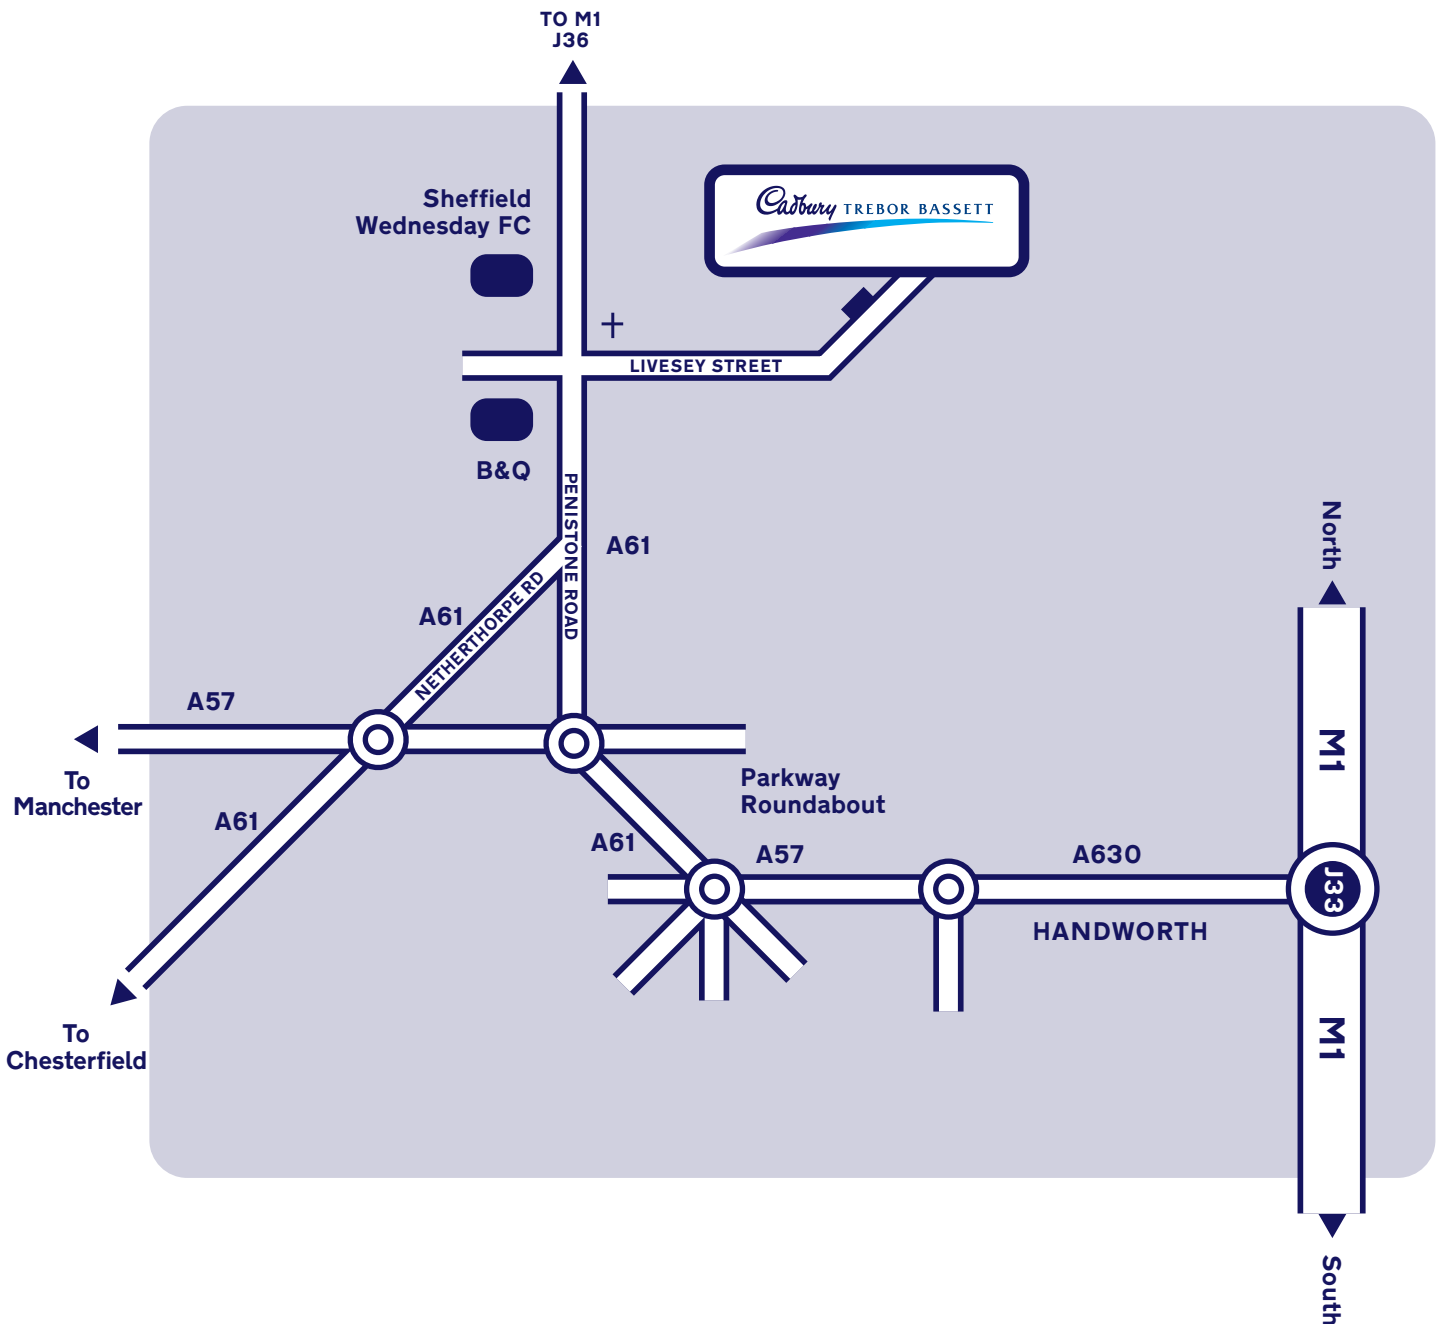 TO M1
J36
Sheffield
Wednesday FC
Cadbury TREBOR BASSETT
LIVESEY STREET
B&Q
PENISTONE ROAD
A61
North
NETHERTHORPE RD
A61
A57
M1
To
Manchester
Parkway
Roundabout
A61
A61
A57
A630
J33
HANDWORTH
To
Chesterfield
M1
South